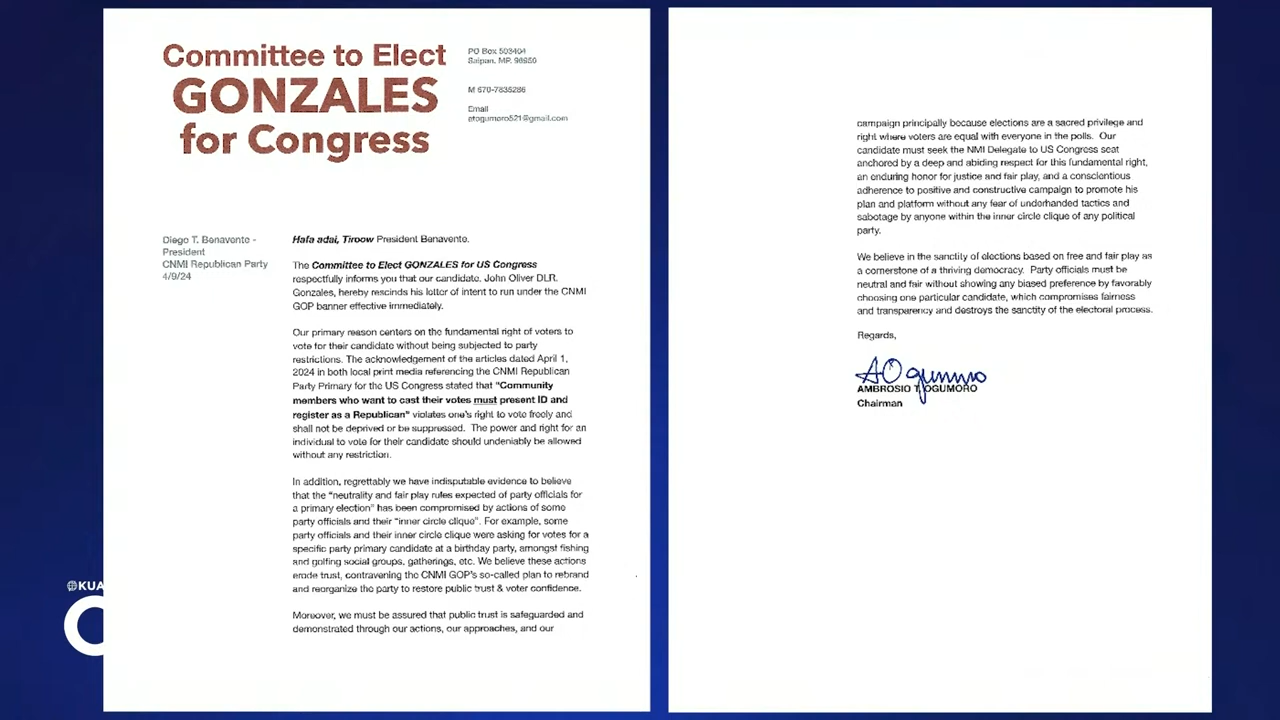 Committee to Elect
GONZALES
for Congress
PO Box 503404
Saipan, MP. 96950
M 670-7835286
Email
atogumoro521@gmail.com
Diego T. Benavente -
President
CNMI Republican Party
4/9/24
Hafa adai, Tiroow President Benavente.
The Committee to Elect GONZALES for US Congress
respectfully informs you that our candidate. John Oliver DLR.
Gonzales, hereby rescinds his letter of intent to run under the CNMI
GOP banner effective immediately.
Our primary reason centers on the fundamental right of voters to
vote for their candidate without being subjected to party
restrictions. The acknowledgement of the articles dated April 1,
2024 in both local print media referencing the CNMI Republican
Party Primary for the US Congress stated that "Community
members who want to cast their votes must present ID and
register as a Republican" violates one's right to vote freely and
shall not be deprived or be suppressed. The power and right for an
individual to vote for their candidate should undeniably be allowed
without any restriction.
In addition, regrettably we have indisputable evidence to believe
that the "neutrality and fair play rules expected of party officials for
a primary election" has been compromised by actions of some
party officials and their "inner circle clique". For example, some
party officials and their inner circle clique were asking for votes for a
specific party primary candidate at a birthday party, amongst fishing
and golfing social groups, gatherings, etc. We believe these actions
erode trust, contravening the CNMI GOP's so-called plan to rebrand
and reorganize the party to restore public trust & voter confidence.
Moreover, we must be assured that public trust is safeguarded and
demonstrated through our actions, our approaches, and our
campaign principally because elections are a sacred privilege and
right where voters are equal with everyone in the polls. Our
candidate must seek the NMI Delegate to US Congress seat
anchored by a deep and abiding respect for this fundamental right,
an enduring honor for justice and fair play, and a conscientious
adherence to positive and constructive campaign to promote his
plan and platform without any fear of underhanded tactics and
sabotage by anyone within the inner circle clique of any political
party.
We believe in the sanctity of elections based on free and fair play as
a cornerstone of a thriving democracy. Party officials must be
neutral and fair without showing any biased preference by favorably
choosing one particular candidate, which compromises fairness
and transparency and destroys the sanctity of the electoral process.
Regards,
AOgumoro
AMBROSIO T. OGUMORO
Chairman
@KUA